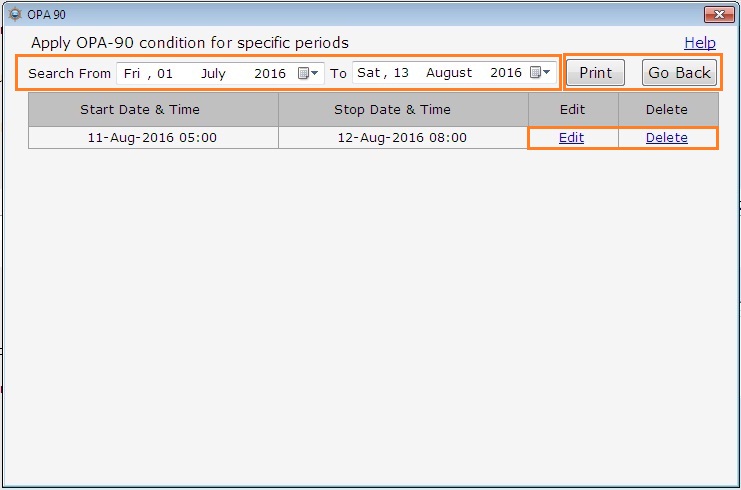 OPA 90
Apply OPA-90 condition for specific periods Help
Search From Fri , 01 July 2016 To Sat , 13 August 2016 Print Go Back
Start Date & Time Stop Date & Time Edit Delete
11-Aug-2016 05:00 12-Aug-2016 08:00 Edit Delete